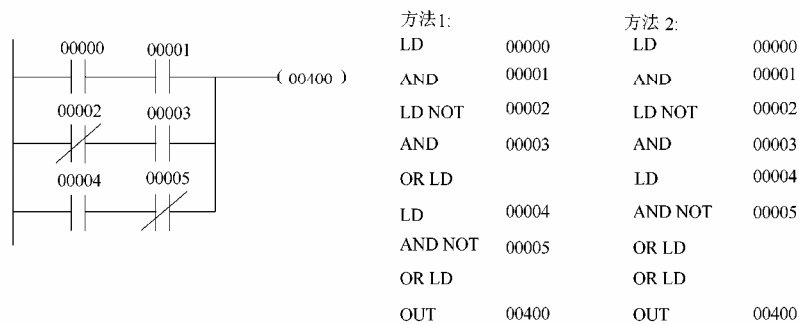 00000 00001
( 00400 )
00002 00003
00004 00005
方法1:
LD 00000
AND 00001
LD NOT 00002
AND 00003
OR LD
LD 00004
AND NOT 00005
OR LD
OUT 00400
方法 2:
LD 00000
AND 00001
LD NOT 00002
AND 00003
LD 00004
AND NOT 00005
OR LD
OR LD
OUT 00400